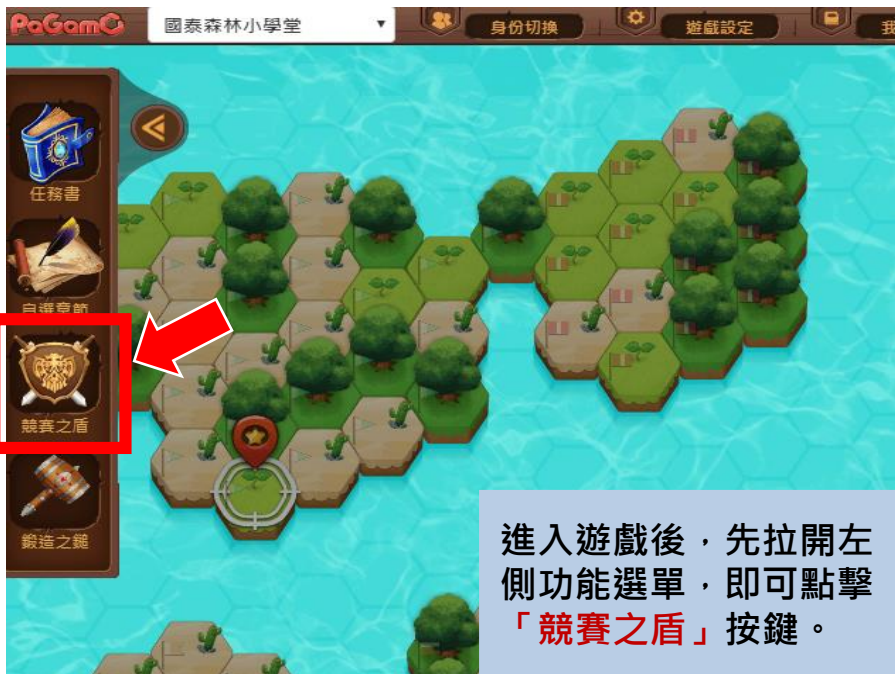 PaGamO
國泰森林小學堂
身份切換
遊戲設定
我
任務書
自選章節
競賽之盾
鍛造之鎚
進入遊戲後，先拉開左
側功能選單，即可點擊
「競賽之盾」按鍵。